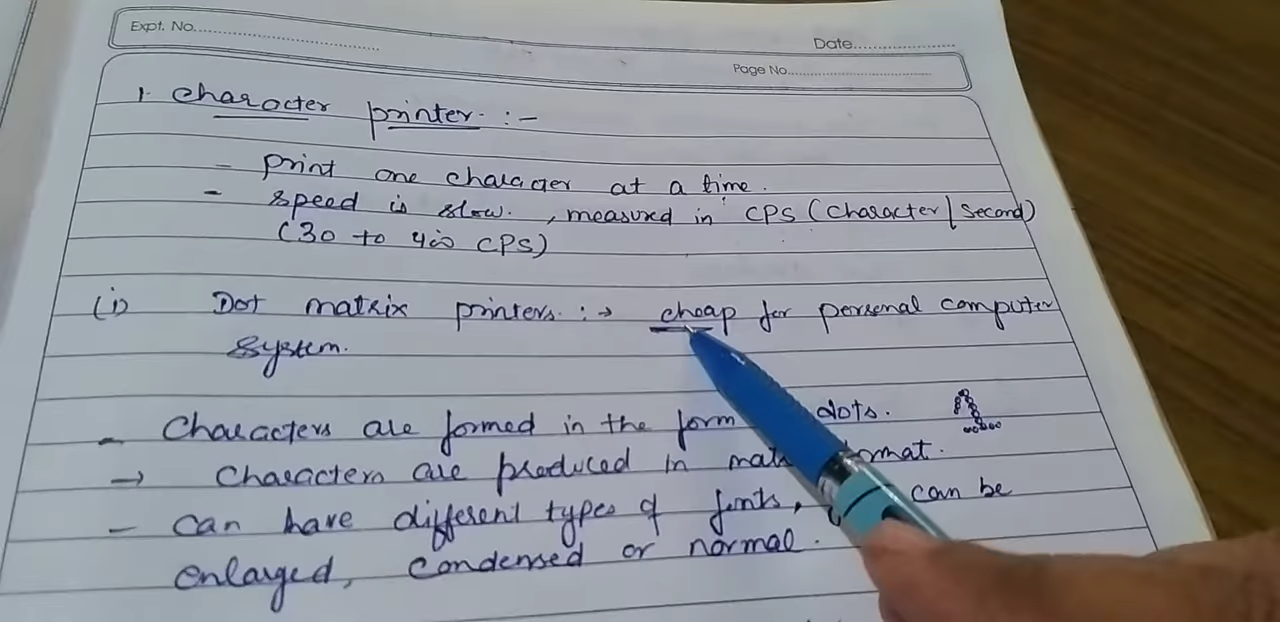 Expt. No.
Date
Page No.
1. Character printer :-
- print one character at a time.
- speed is slow. , measured in CPS (Character/Second)
(30 to 400 CPS)
(i) Dot matrix printers :→ cheap for personal computer
System.
- Characters are formed in the form dots.
→ Characters are produced in format.
- Can have different types of fonts, can be
enlarged, condensed or normal.